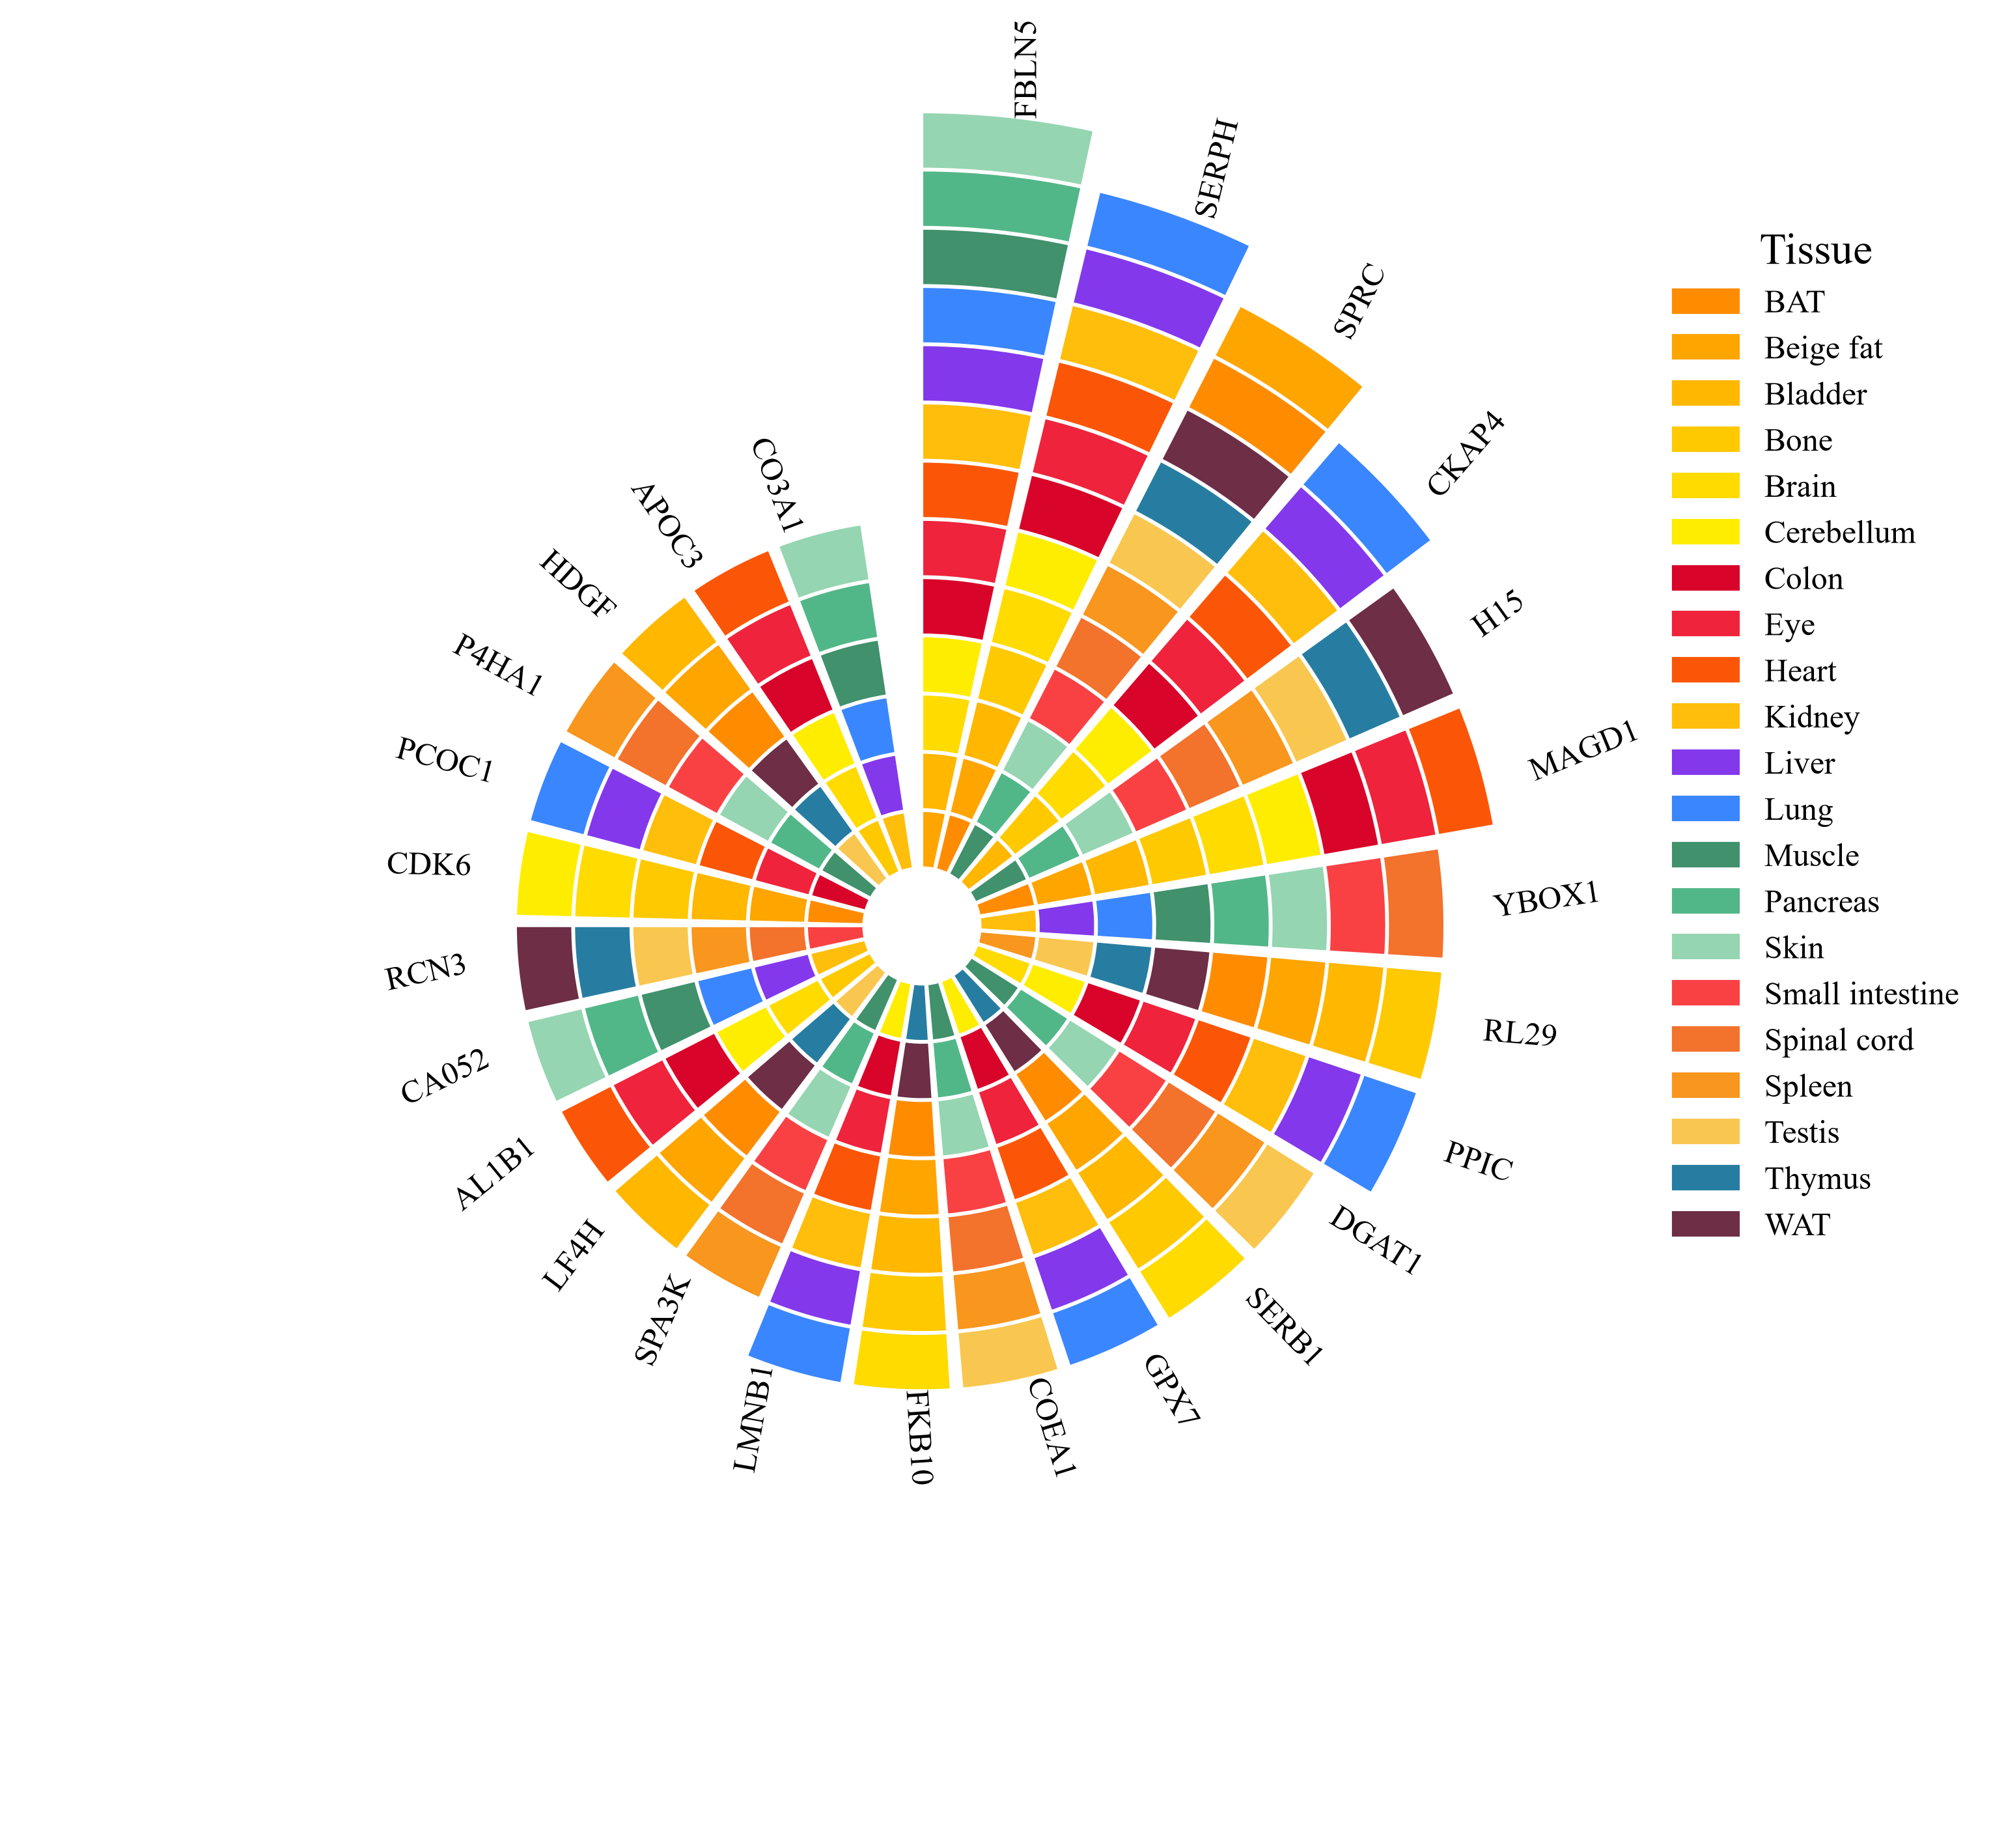 FBLN5
SERPH
SPRC
CKAP4
H15
MAGD1
YBOX1
RL29
PPIC
DGAT1
SERB1
GPX7
COEA1
FKB10
LMNB1
SPA3K
LF4H
AL1B1
CA052
RCN3
CDK6
PCOC1
P4HA1
HDGF
APOC3
CO3A1
Tissue
BAT
Beige fat
Bladder
Bone
Brain
Cerebellum
Colon
Eye
Heart
Kidney
Liver
Lung
Muscle
Pancreas
Skin
Small intestine
Spinal cord
Spleen
Testis
Thymus
WAT